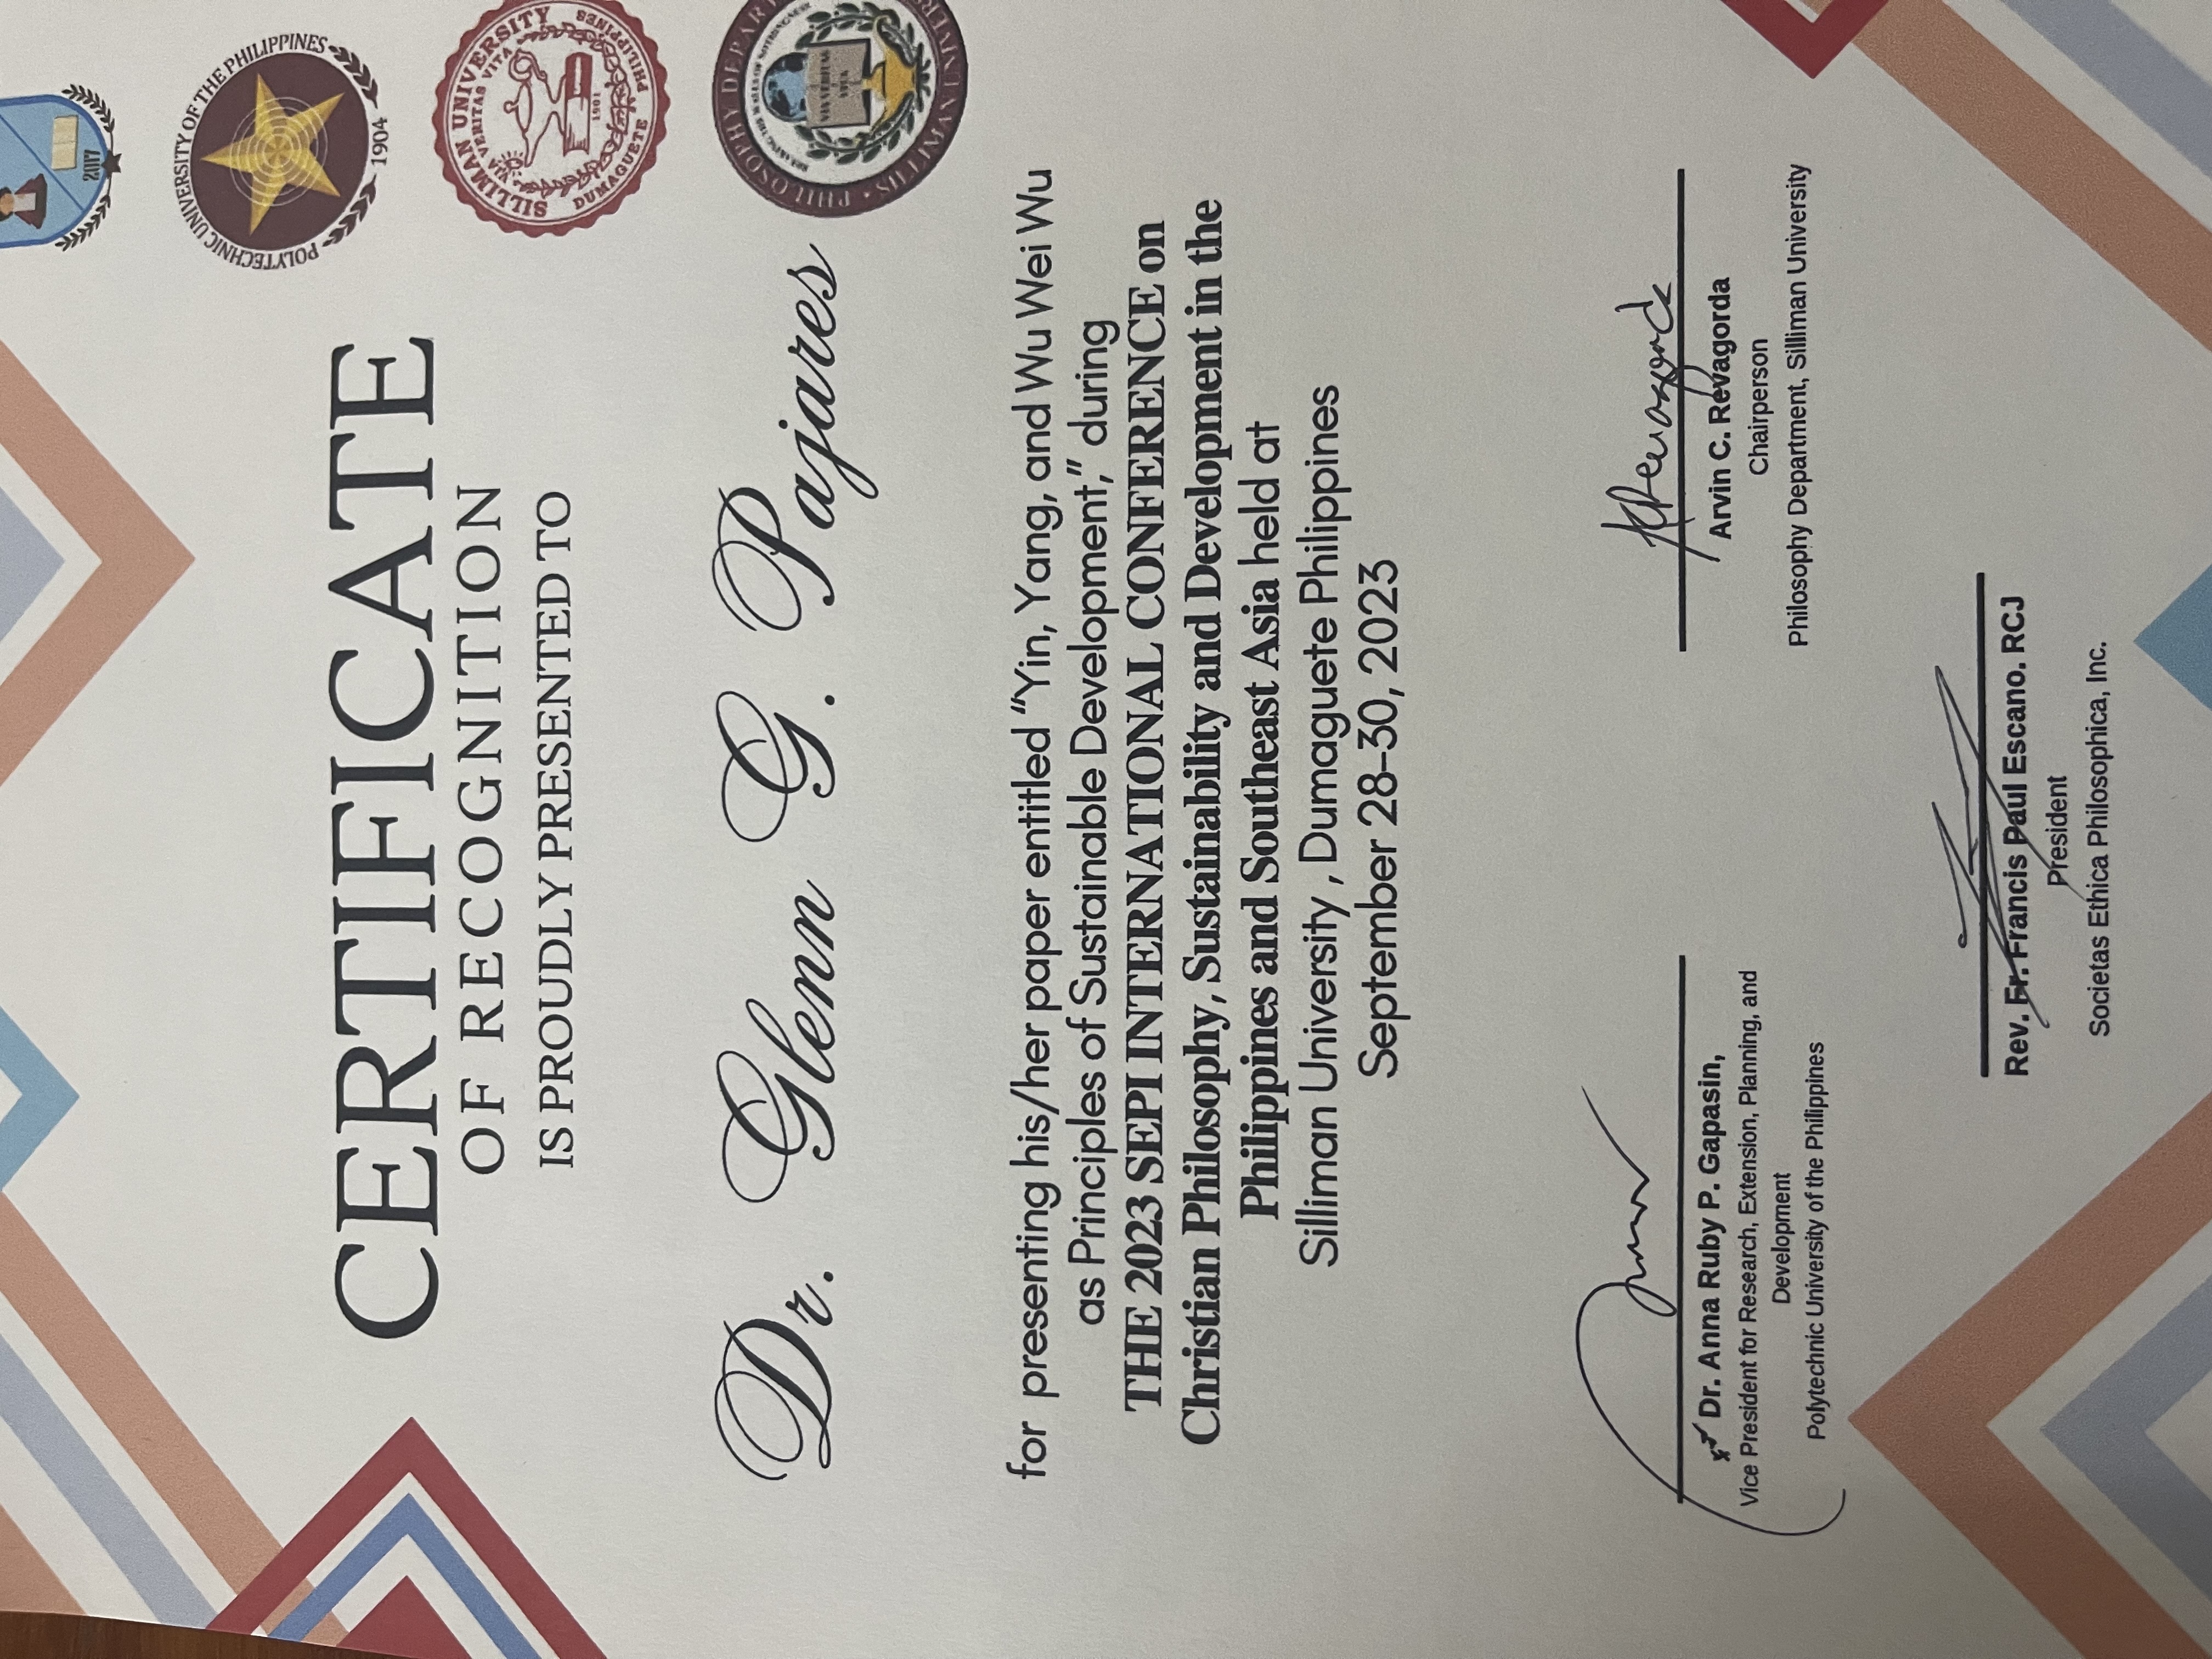 2017
POLYTECHNIC UNIVERSITY OF THE PHILIPPINES
1904
SILLIMAN UNIVERSITY
VIA VERITAS VITA
1901
DUMAGUETE PHILIPPINES
CERTIFICATE
OF RECOGNITION
IS PROUDLY PRESENTED TO
Dr. Glenn G. Pajares
for presenting his/her paper entitled “Yin, Yang, and Wu Wei Wu
as Principles of Sustainable Development,” during
THE 2023 SEPI INTERNATIONAL CONFERENCE on
Christian Philosophy, Sustainability and Development in the
Philippines and Southeast Asia held at
Silliman University , Dumaguete Philippines
September 28-30, 2023
Dr. Anna Ruby P. Gapasin,
Vice President for Research, Extension, Planning, and
Development
Polytechnic University of the Philippines
Arvin C. Revagorda
Chairperson
Philosophy Department, Silliman University
Rev. Fr. Francis Paul Escano. RCJ
President
Societas Ethica Philosophica, Inc.